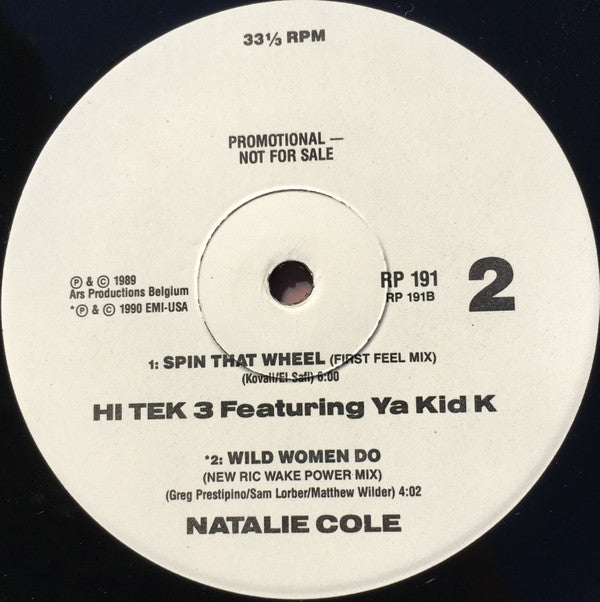 33⅓ RPM
PROMOTIONAL —
NOT FOR SALE
℗ & © 1989
Ars Productions Belgium
*℗ & © 1990 EMI-USA
RP 191
RP 191B
2
1: SPIN THAT WHEEL (FIRST FEEL MIX)
(Kovali/El Safi) 6:00
HI TEK 3 Featuring Ya Kid K
*2: WILD WOMEN DO
(NEW RIC WAKE POWER MIX)
(Greg Prestipino/Sam Lorber/Matthew Wilder) 4:02
NATALIE COLE